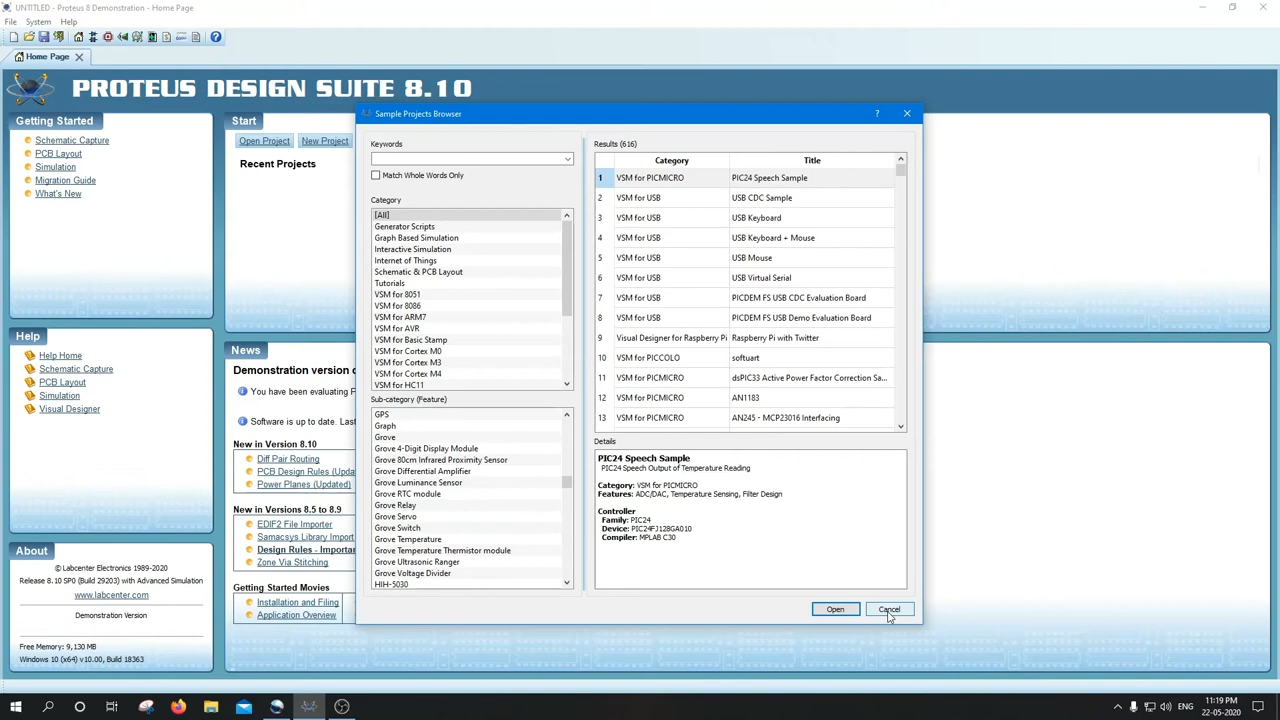 UNTITLED - Proteus 8 Demonstration - Home Page
File System Help
Home Page
PROTEUS DESIGN SUITE 8.10
Getting Started
Schematic Capture
PCB Layout
Simulation
Migration Guide
What's New
Help
Help Home
Schematic Capture
PCB Layout
Simulation
Visual Designer
About
© Labcenter Electronics 1989-2020
Release 8.10 SP0 (Build 29203) with Advanced Simulation
www.labcenter.com
Demonstration Version
Free Memory: 9,130 MB
Windows 10 (x64) v10.00, Build 18363
Start
Open Project New Project
Recent Projects
News
Demonstration version
You have been evaluating
Software is up to date.
New in Version 8.10
Diff Pair Routing
PCB Design Rules
Power Planes (Updated)
New in Versions 8.5 to 8.9
EDIF2 File Importer
Samacsys Library Import
Design Rules -
Zone Via Stitching
Getting Started Movies
Installation and Filing
Application Overview
Sample Projects Browser
Keywords
Match Whole Words Only
Category
[All]
Generator Scripts
Graph Based Simulation
Interactive Simulation
Internet of Things
Schematic & PCB Layout
Tutorials
VSM for 8051
VSM for 8086
VSM for ARM7
VSM for AVR
VSM for Basic Stamp
VSM for Cortex M0
VSM for Cortex M3
VSM for Cortex M4
VSM for HC11
Sub-category (Feature)
GPS
Graph
Grove
Grove 4-Digit Display Module
Grove 80cm Infrared Proximity Sensor
Grove Differential Amplifier
Grove Luminance Sensor
Grove RTC module
Grove Relay
Grove Servo
Grove Switch
Grove Temperature
Grove Temperature Thermistor module
Grove Ultrasonic Ranger
Grove Voltage Divider
HIH-5030
Results (616)
Category Title
1 VSM for PICMICRO PIC24 Speech Sample
2 VSM for USB USB CDC Sample
3 VSM for USB USB Keyboard
4 VSM for USB USB Keyboard + Mouse
5 VSM for USB USB Mouse
6 VSM for USB USB Virtual Serial
7 VSM for USB PICDEM FS USB CDC Evaluation Board
8 VSM for USB PICDEM FS USB Demo Evaluation Board
9 Visual Designer for Raspberry Pi Raspberry Pi with Twitter
10 VSM for PICCOLO softuart
11 VSM for PICMICRO dsPIC33 Active Power Factor Correction Sa...
12 VSM for PICMICRO AN1183
13 VSM for PICMICRO AN245 - MCP23016 Interfacing
Details
PIC24 Speech Sample
PIC24 Speech Output of Temperature Reading
Category: VSM for PICMICRO
Features: ADC/DAC, Temperature Sensing, Filter Design
Controller
Family: PIC24
Device: PIC24FJ128GA010
Compiler: MPLAB C30
Open Cancel
ENG
11:19 PM
22-05-2020